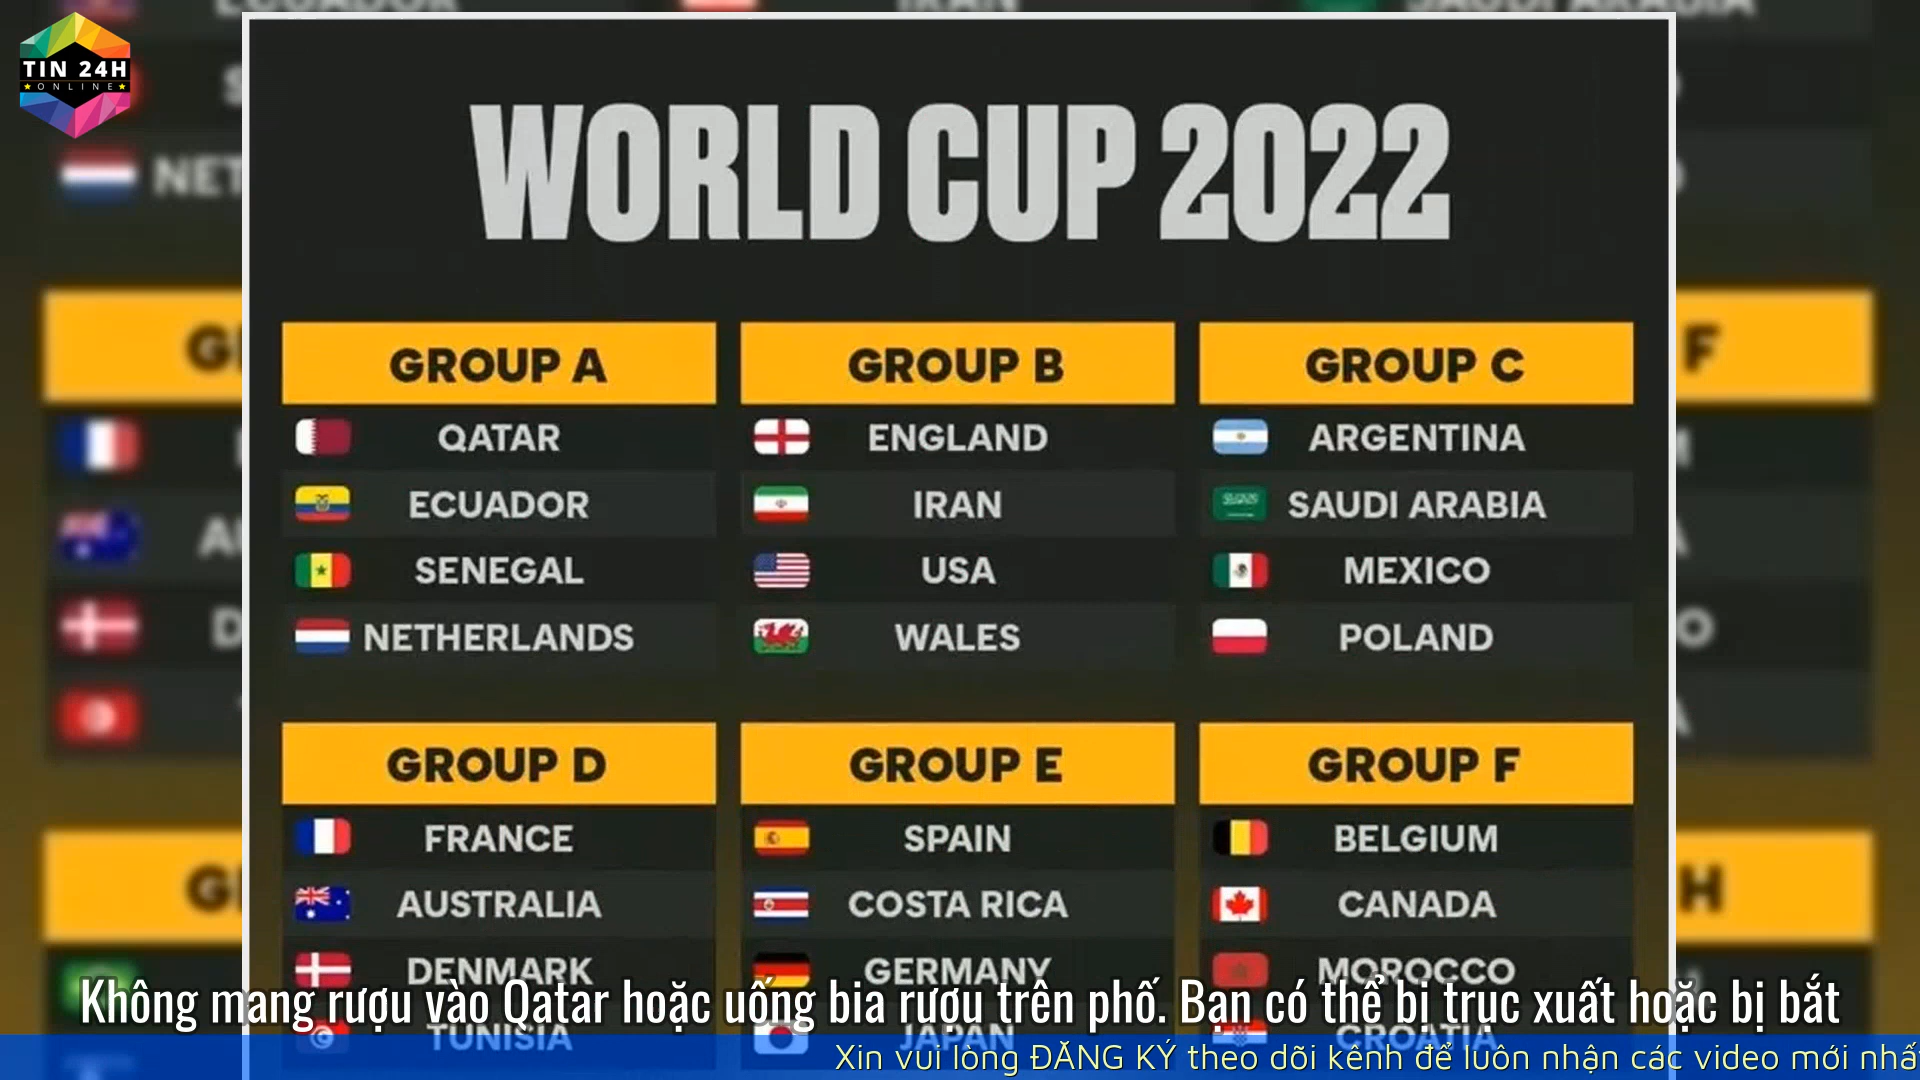 TIN 24H
ONLINE
WORLD CUP 2022
GROUP A
QATAR
ECUADOR
SENEGAL
NETHERLANDS
GROUP B
ENGLAND
IRAN
USA
WALES
GROUP C
ARGENTINA
SAUDI ARABIA
MEXICO
POLAND
GROUP D
FRANCE
AUSTRALIA
DENMARK
TUNISIA
GROUP E
SPAIN
COSTA RICA
GERMANY
JAPAN
GROUP F
BELGIUM
CANADA
MOROCCO
CROATIA
Không mang rượu vào Qatar hoặc uống bia rượu trên phố. Bạn có thể bị trục xuất hoặc bị bắt
Xin vui lòng ĐĂNG KÝ theo dõi kênh để luôn nhận các video mới nhấ